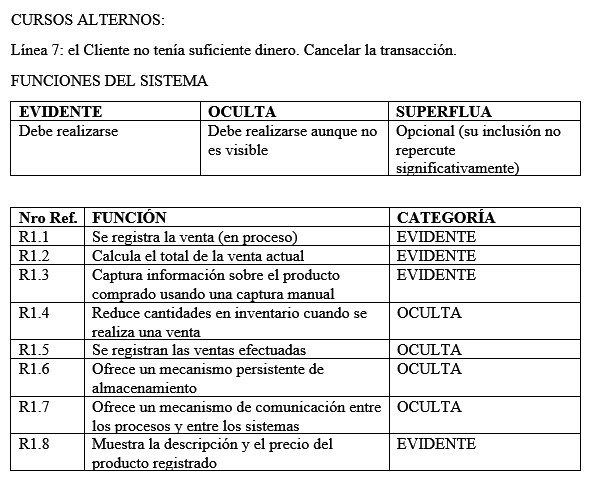 CURSOS ALTERNOS:
Línea 7: el Cliente no tenía suficiente dinero. Cancelar la transacción.
FUNCIONES DEL SISTEMA
EVIDENTE OCULTA SUPERFLUA
Debe realizarse Debe realizarse aunque no es visible Opcional (su inclusión no repercute significativamente)
Nro Ref. FUNCIÓN CATEGORÍA
R1.1 Se registra la venta (en proceso) EVIDENTE
R1.2 Calcula el total de la venta actual EVIDENTE
R1.3 Captura información sobre el producto EVIDENTE
comprado usando una captura manual
R1.4 Reduce cantidades en inventario cuando se OCULTA
realiza una venta
R1.5 Se registran las ventas efectuadas OCULTA
R1.6 Ofrece un mecanismo persistente de OCULTA
almacenamiento
R1.7 Ofrece un mecanismo de comunicación entre OCULTA
los procesos y entre los sistemas
R1.8 Muestra la descripción y el precio del EVIDENTE
producto registrado